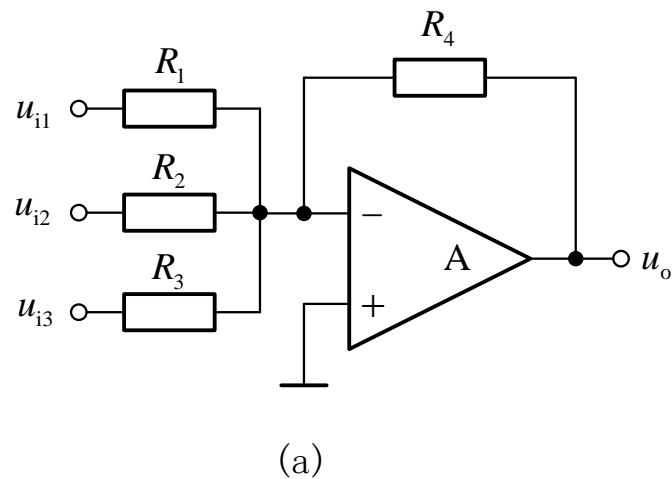 R₄
R₁
uᵢ₁
R₂
uᵢ₂
−
A
uₒ
R₃
+
uᵢ₃
(a)